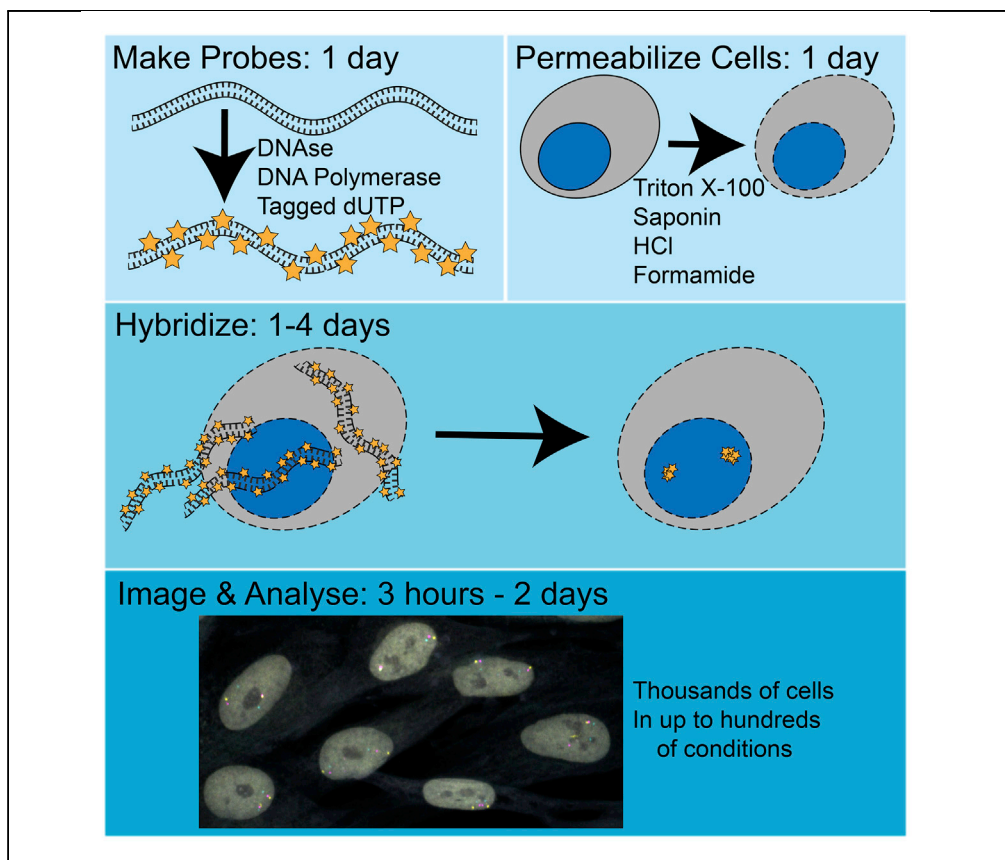 Make Probes: 1 day
DNAse
DNA Polymerase
Tagged dUTP
Permeabilize Cells: 1 day
Triton X-100
Saponin
HCl
Formamide
Hybridize: 1-4 days
Image & Analyse: 3 hours - 2 days
Thousands of cells
In up to hundreds
of conditions